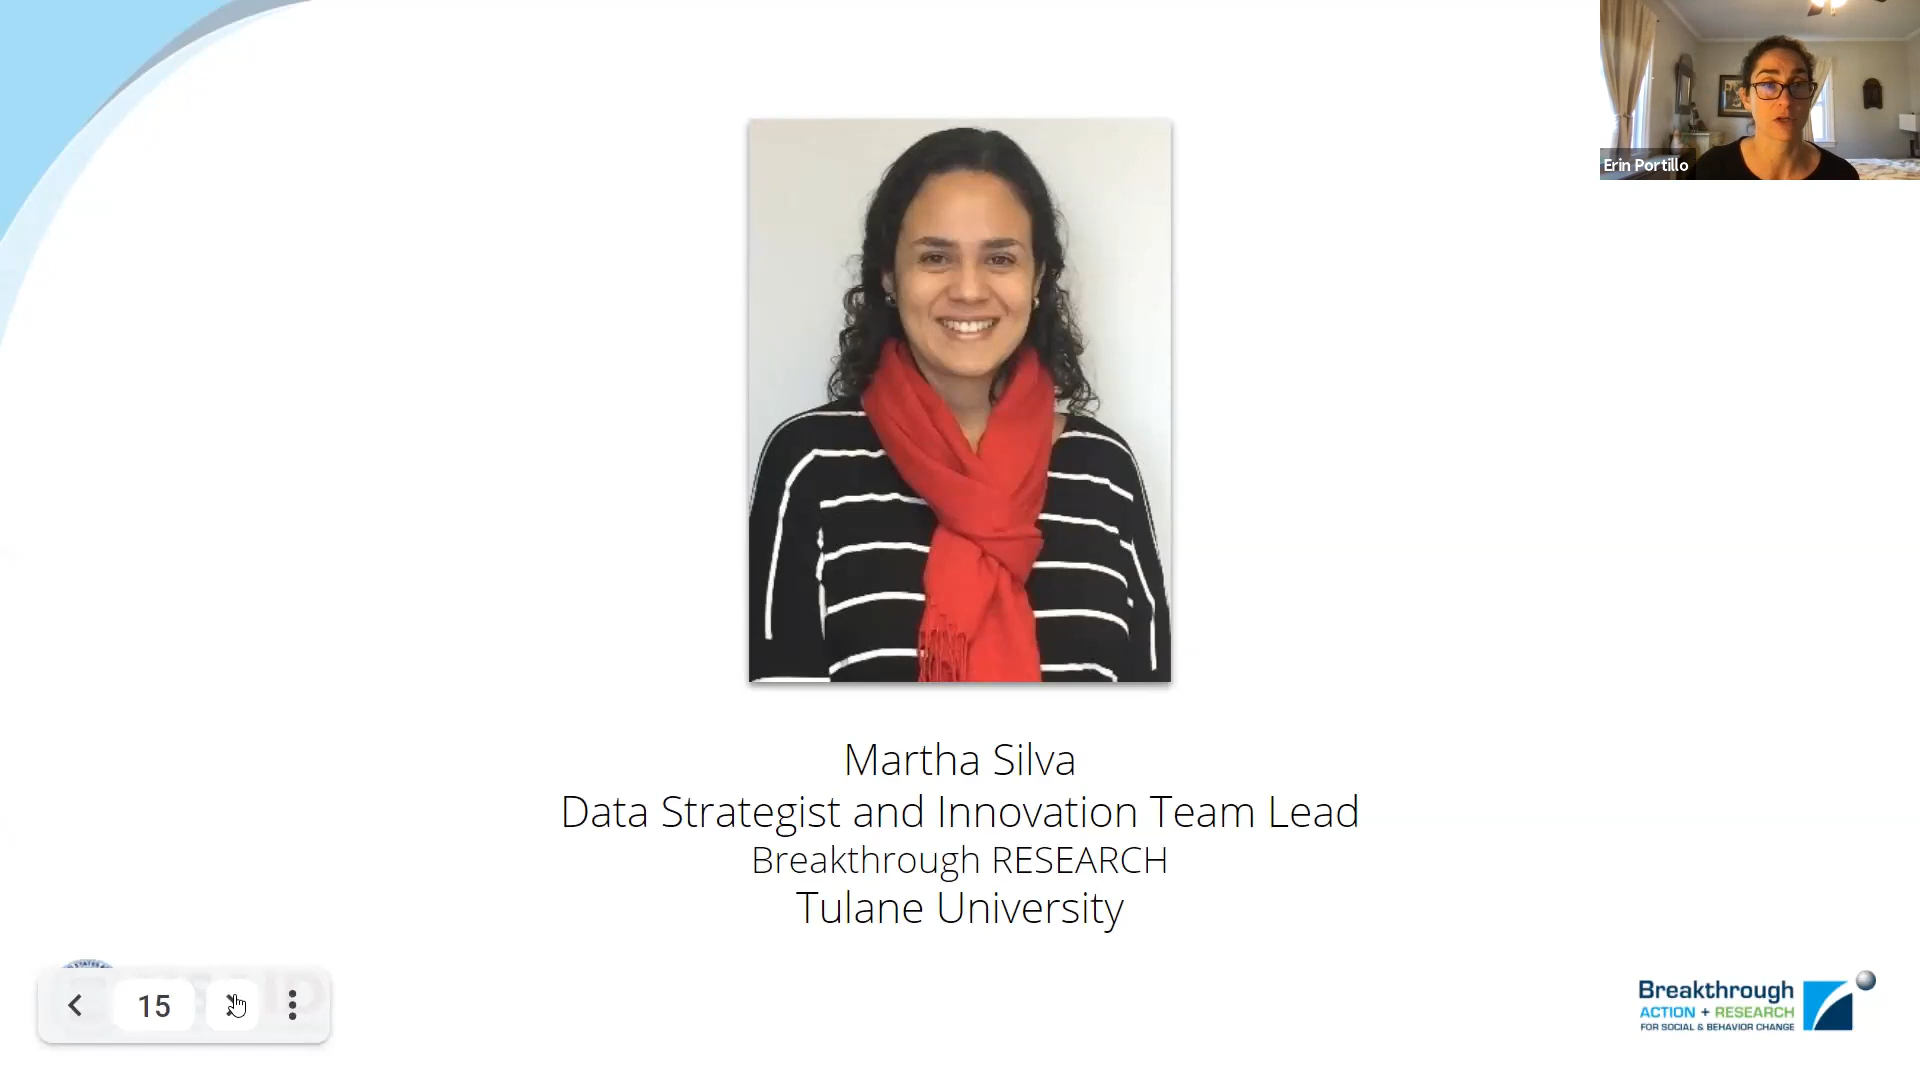 Erin Portillo
Martha Silva
Data Strategist and Innovation Team Lead
Breakthrough RESEARCH
Tulane University
15
Breakthrough
ACTION + RESEARCH
FOR SOCIAL & BEHAVIOR CHANGE